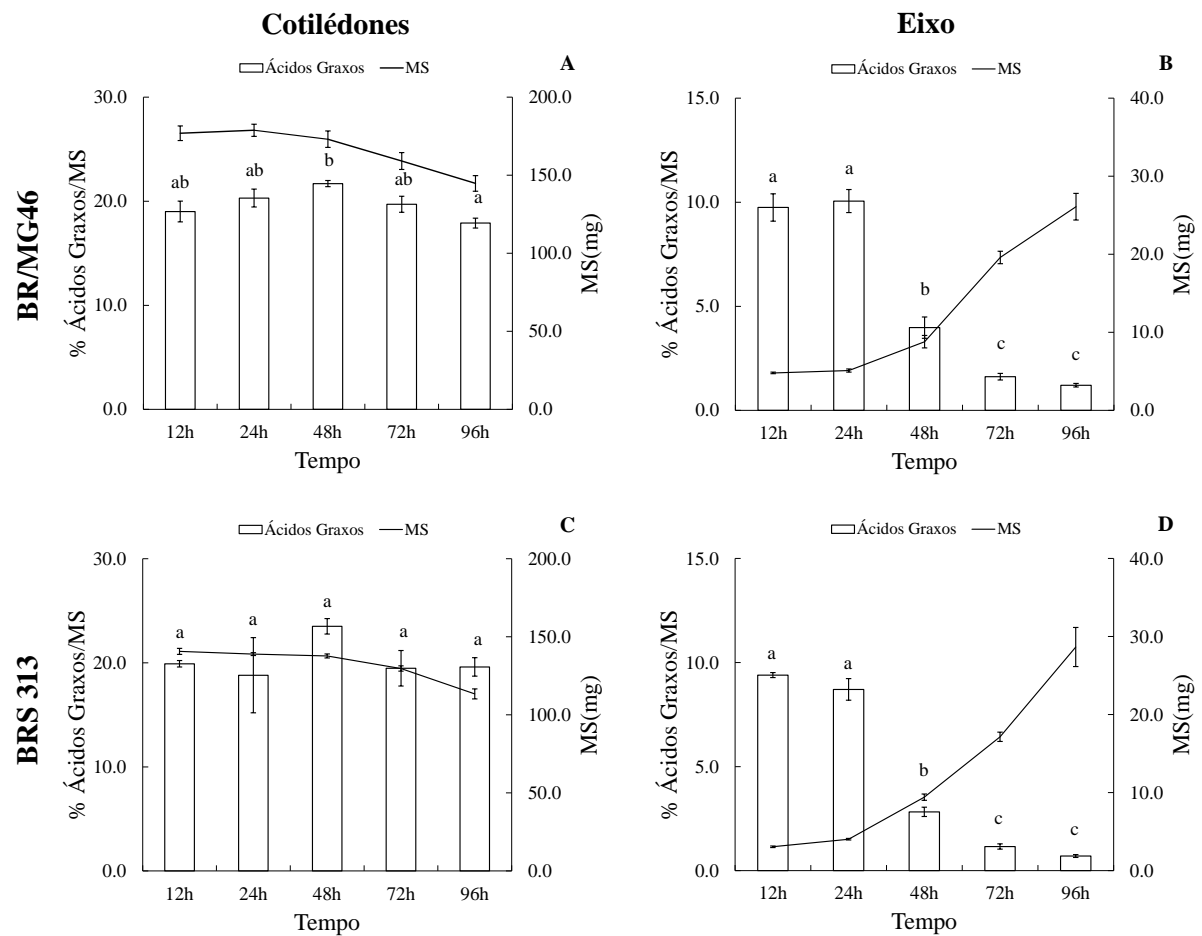 Cotilédones
Eixo
BR/MG46
Ácidos Graxos MS A
30.0 20.0 10.0 0.0
% Ácidos Graxos/MS
200.0 150.0 100.0 50.0 0.0
MS(mg)
ab ab b ab a
12h 24h 48h 72h 96h
Tempo
Ácidos Graxos MS B
15.0 10.0 5.0 0.0
% Ácidos Graxos/MS
40.0 30.0 20.0 10.0 0.0
MS(mg)
a a b c c
12h 24h 48h 72h 96h
Tempo
BRS 313
Ácidos Graxos MS C
30.0 20.0 10.0 0.0
% Ácidos Graxos/MS
200.0 150.0 100.0 50.0 0.0
MS(mg)
a a a a a
12h 24h 48h 72h 96h
Tempo
Ácidos Graxos MS D
15.0 10.0 5.0 0.0
% Ácidos Graxos/MS
40.0 30.0 20.0 10.0 0.0
MS(mg)
a a b c c
12h 24h 48h 72h 96h
Tempo